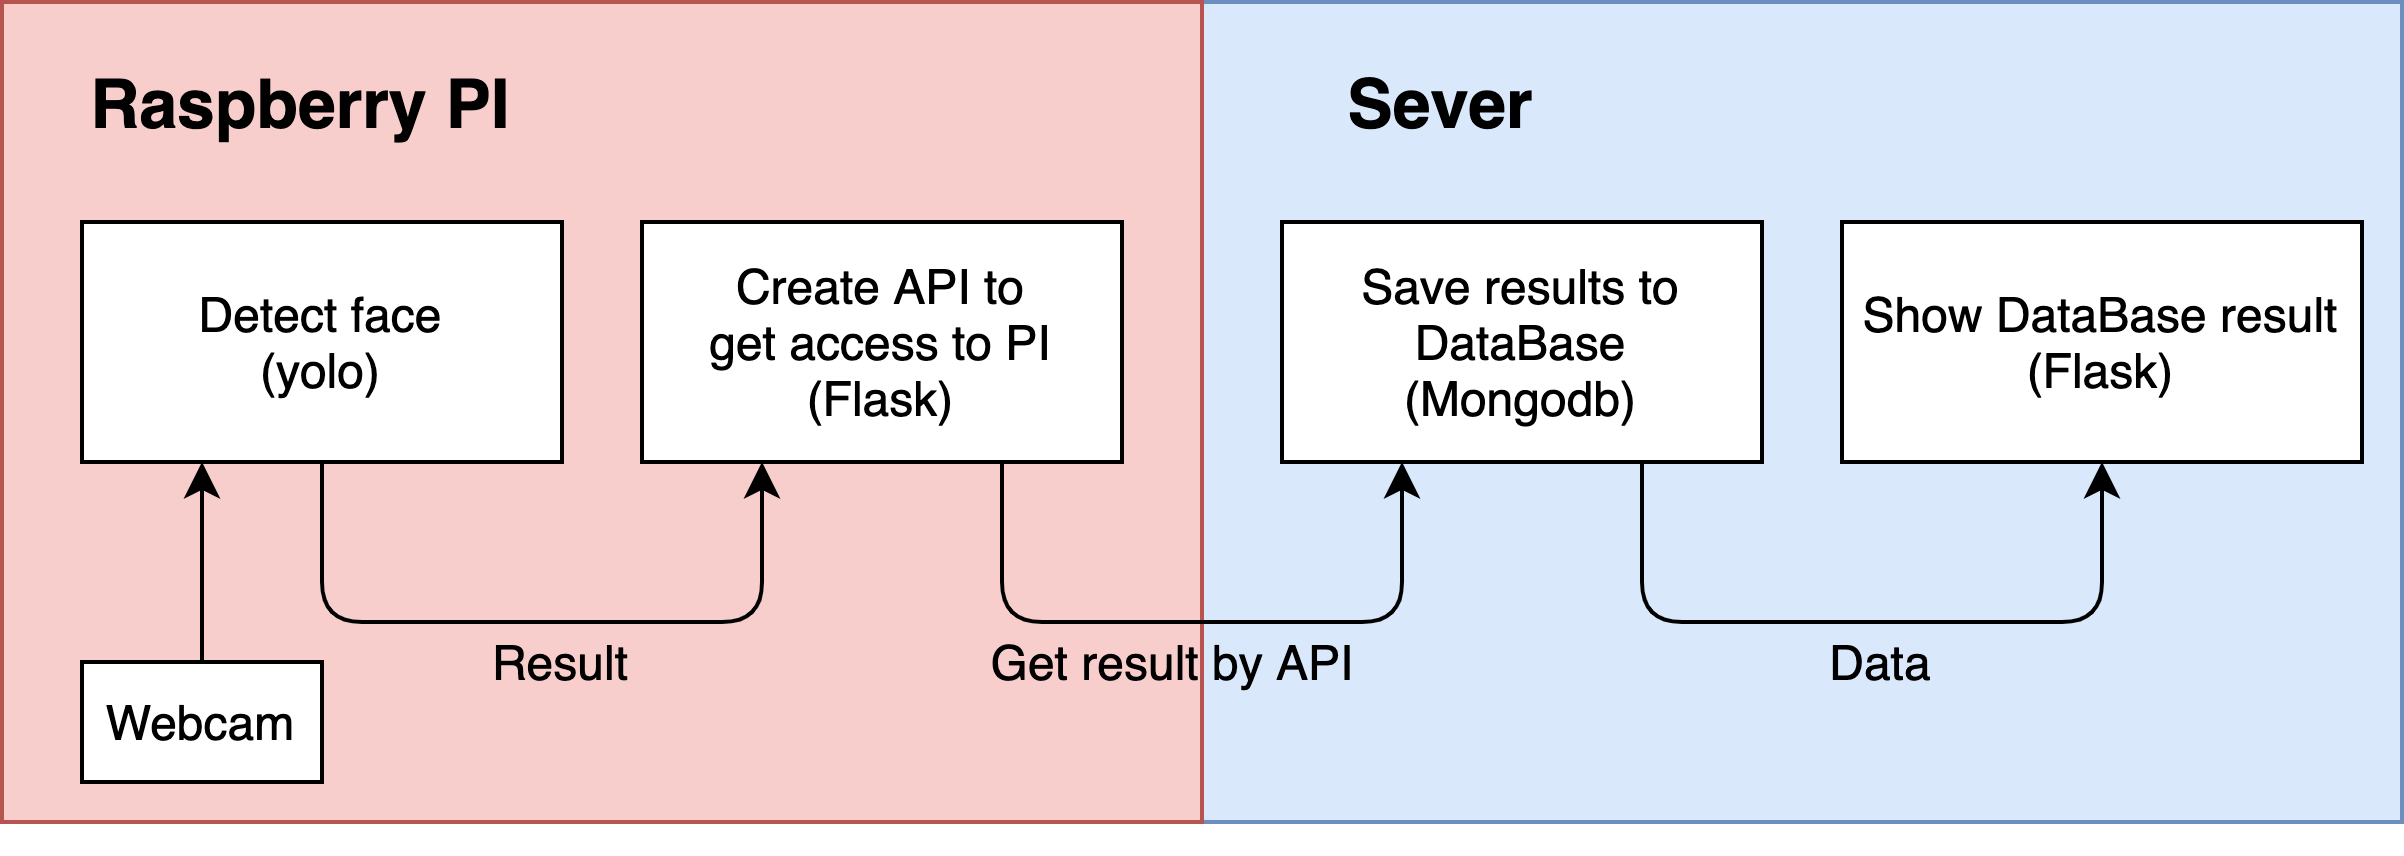 Raspberry PI
Sever
Detect face
(yolo)
Create API to
get access to PI
(Flask)
Save results to
DataBase
(Mongodb)
Show DataBase result
(Flask)
Result
Get result by API
Data
Webcam